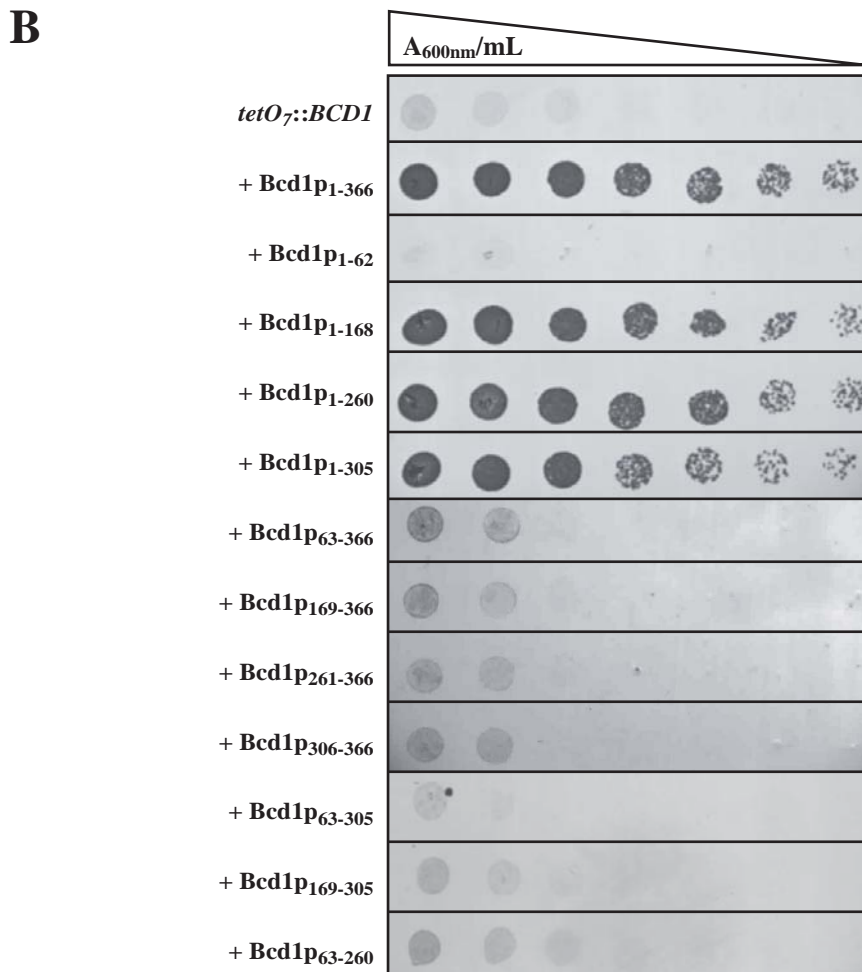 B
A600nm/mL
tetO7::BCD1
+ Bcd1p1-366
+ Bcd1p1-62
+ Bcd1p1-168
+ Bcd1p1-260
+ Bcd1p1-305
+ Bcd1p63-366
+ Bcd1p169-366
+ Bcd1p261-366
+ Bcd1p306-366
+ Bcd1p63-305
+ Bcd1p169-305
+ Bcd1p63-260